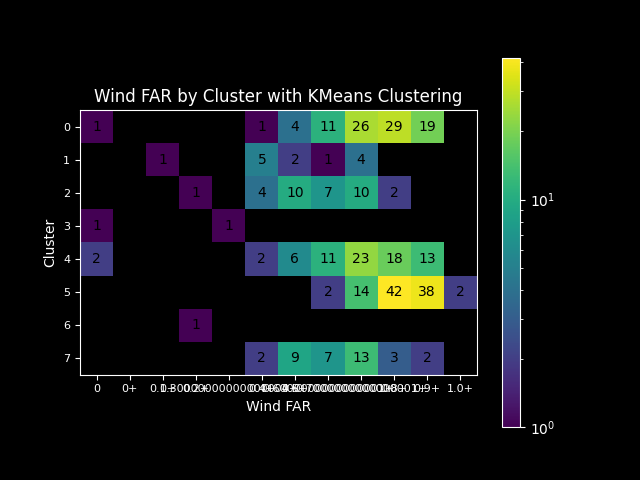 Wind FAR by Cluster with KMeans Clustering
0 1 1 4 11 26 29 19
1 1 5 2 1 4
2 1 4 10 7 10 2
3 1 1
4 2 2 6 11 23 18 13
5 2 14 42 38 2
6 1
7 2 9 7 13 3 2
Cluster
0 0+ 0.9+ 1.0+
Wind FAR
10¹
10⁰